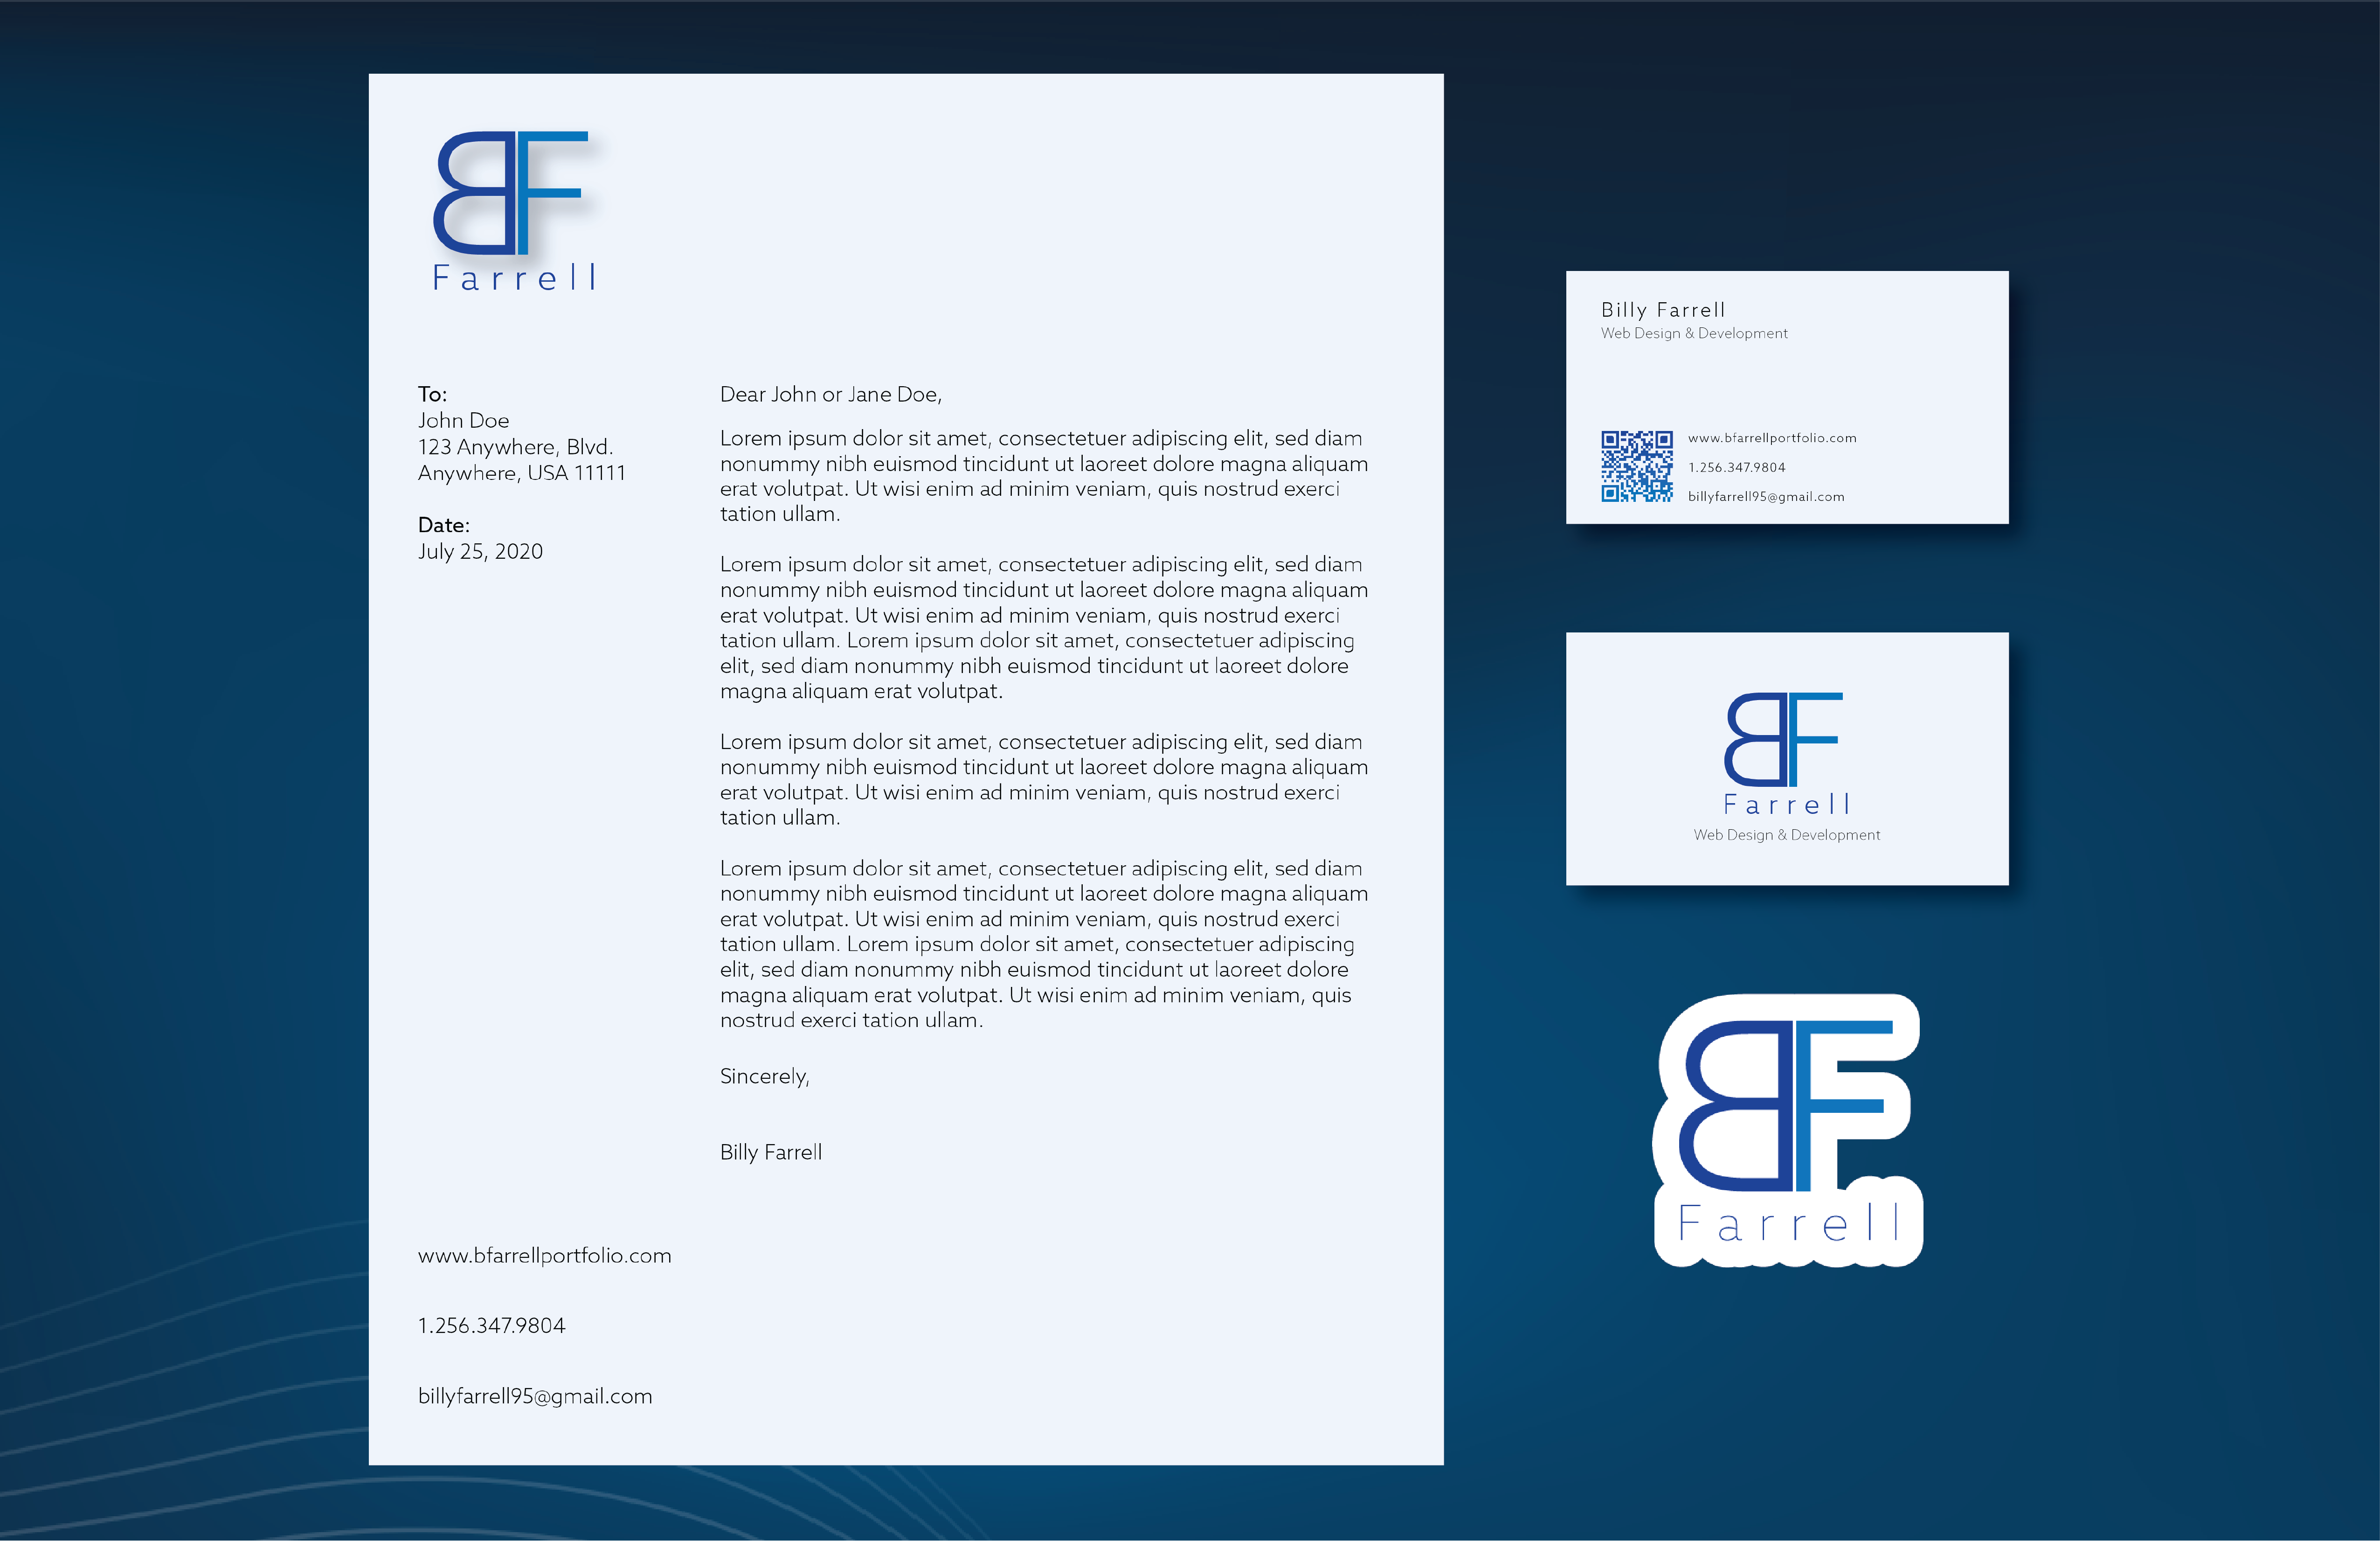 BF
Farrell
To:
John Doe
123 Anywhere, Blvd.
Anywhere, USA 11111
Date:
July 25, 2020
Dear John or Jane Doe,
Lorem ipsum dolor sit amet, consectetuer adipiscing elit, sed diam
nonummy nibh euismod tincidunt ut laoreet dolore magna aliquam
erat volutpat. Ut wisi enim ad minim veniam, quis nostrud exerci
tation ullam.
Lorem ipsum dolor sit amet, consectetuer adipiscing elit, sed diam
nonummy nibh euismod tincidunt ut laoreet dolore magna aliquam
erat volutpat. Ut wisi enim ad minim veniam, quis nostrud exerci
tation ullam. Lorem ipsum dolor sit amet, consectetuer adipiscing
elit, sed diam nonummy nibh euismod tincidunt ut laoreet dolore
magna aliquam erat volutpat.
Lorem ipsum dolor sit amet, consectetuer adipiscing elit, sed diam
nonummy nibh euismod tincidunt ut laoreet dolore magna aliquam
erat volutpat. Ut wisi enim ad minim veniam, quis nostrud exerci
tation ullam.
Lorem ipsum dolor sit amet, consectetuer adipiscing elit, sed diam
nonummy nibh euismod tincidunt ut laoreet dolore magna aliquam
erat volutpat. Ut wisi enim ad minim veniam, quis nostrud exerci
tation ullam. Lorem ipsum dolor sit amet, consectetuer adipiscing
elit, sed diam nonummy nibh euismod tincidunt ut laoreet dolore
magna aliquam erat volutpat. Ut wisi enim ad minim veniam, quis
nostrud exerci tation ullam.
Sincerely,
Billy Farrell
www.bfarrellportfolio.com
1.256.347.9804
billyfarrell95@gmail.com
Billy Farrell
Web Design & Development
www.bfarrellportfolio.com
1.256.347.9804
billyfarrell95@gmail.com
BF
Farrell
Web Design & Development
BF
Farrell